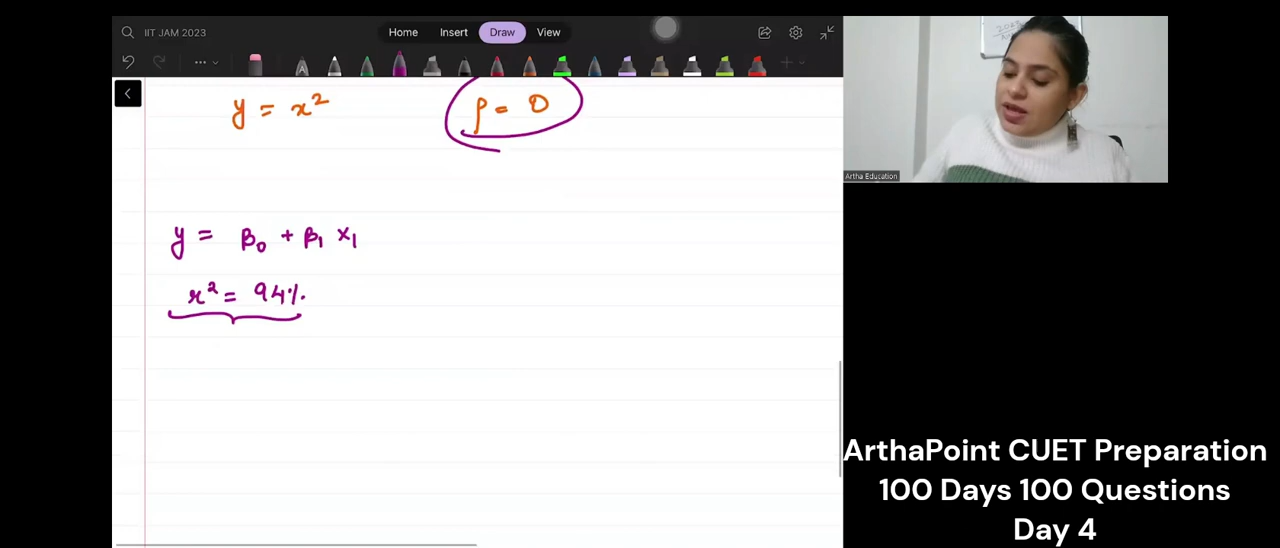 IIT JAM 2023
Home Insert Draw View
y = x²
ρ = 0
y = β₀ + β₁ x₁
r² = 94%
Artha Education
ArthaPoint CUET Preparation
100 Days 100 Questions
Day 4